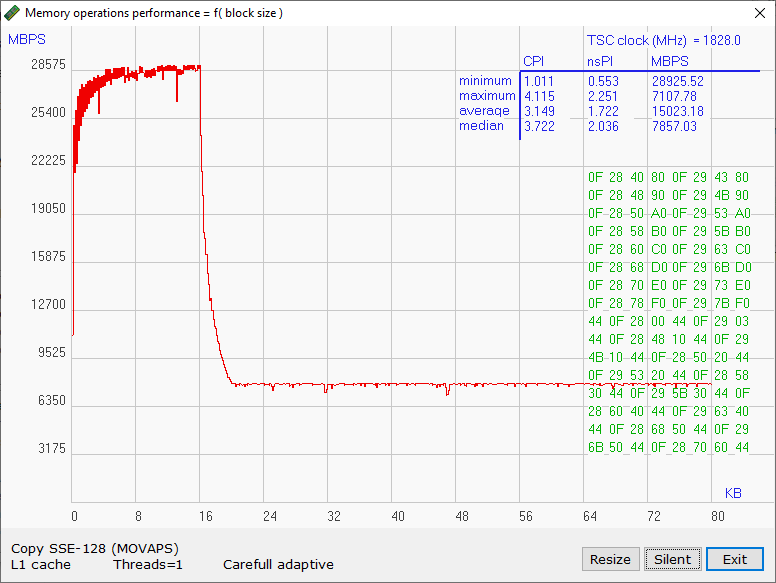 Memory operations performance = f( block size )
MBPS
TSC clock (MHz) = 1828.0
CPI nsPI MBPS
minimum 1.011 0.553 28925.52
maximum 4.115 2.251 7107.78
average 3.149 1.722 15023.18
median 3.722 2.036 7857.03
28575
25400
22225
19050
15875
12700
9525
6350
3175
0F 28 40 80 0F 29 43 80
0F 28 48 90 0F 29 4B 90
0F 28 50 A0 0F 29 53 A0
0F 28 58 B0 0F 29 5B B0
0F 28 60 C0 0F 29 63 C0
0F 28 68 D0 0F 29 6B D0
0F 28 70 E0 0F 29 73 E0
0F 28 78 F0 0F 29 7B F0
44 0F 28 00 44 0F 29 03
44 0F 28 48 10 44 0F 29
4B 10 44 0F 28 50 20 44
0F 29 53 20 44 0F 28 58
30 44 0F 29 5B 30 44 0F
28 60 40 44 0F 29 63 40
44 0F 28 68 50 44 0F 29
6B 50 44 0F 28 70 60 44
KB
0 8 16 24 32 40 48 56 64 72 80
Copy SSE-128 (MOVAPS)
L1 cache Threads=1 Carefull adaptive
Resize Silent Exit